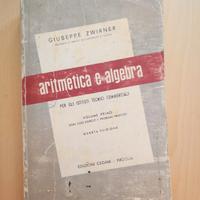 GIUSEPPE ZWIRNER
aritmetica e algebra
PER GLI ISTITUTI TECNICI COMMERCIALI
VOLUME PRIMO
QUARTA EDIZIONE
EDIZIONI CEDAM - PADOVA